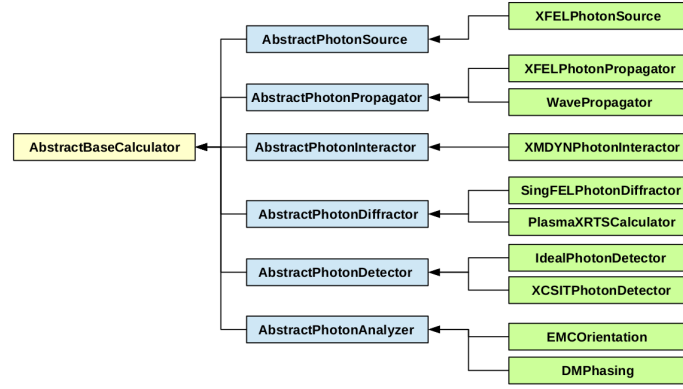 XFELPhotonSource
AbstractPhotonSource
XFELPhotonPropagator
AbstractPhotonPropagator
WavePropagator
AbstractBaseCalculator
AbstractPhotonInteractor
XMDYNPhotonInteractor
SingFELPhotonDiffractor
AbstractPhotonDiffractor
PlasmaXRTSCalculator
IdealPhotonDetector
AbstractPhotonDetector
XCSITPhotonDetector
AbstractPhotonAnalyzer
EMCOrientation
DMPhasing